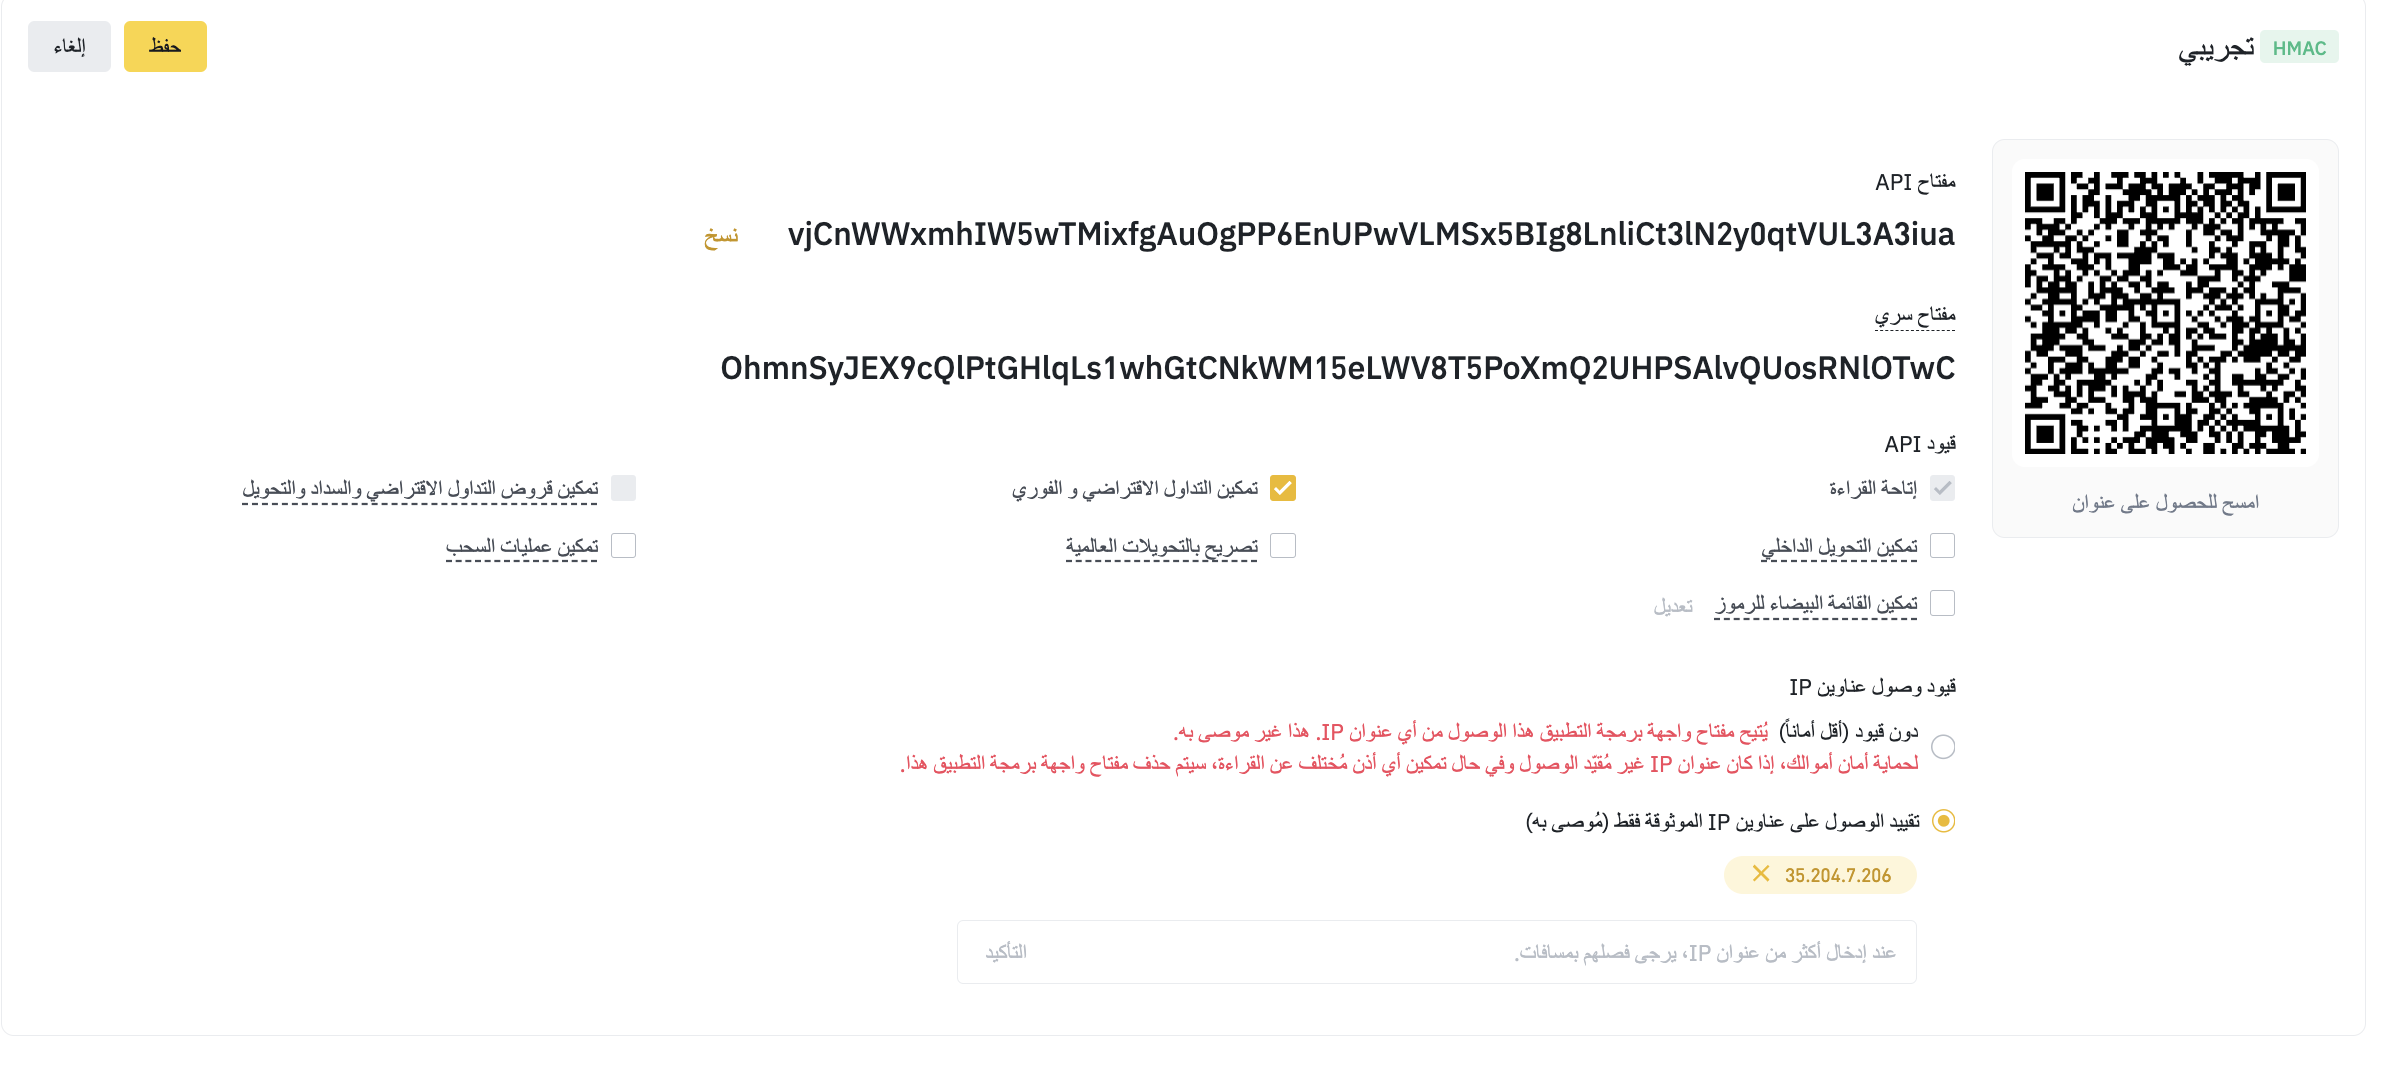 HMAC تجريبي
حفظ
إلغاء
مفتاح API
vjCnWWxmhIW5wTMixfgAuOgPP6EnUPwVLMSx5BIg8LnliCt3lN2y0qtVUL3A3iua نسخ
مفتاح سري
OhmnSyJEX9cQlPtGHlqLs1whGtCNkWM15eLWV8T5PoXmQ2UHPSAlvQUosRNlOTwC
قيود API
إتاحة القراءة
تمكين التداول الاقتراضي و الفوري
تمكين قروض التداول الاقتراضي والسداد والتحويل
امسح للحصول على عنوان
تمكين التحويل الداخلي
تصريح بالتحويلات العالمية
تمكين عمليات السحب
تمكين القائمة البيضاء للرموز تعديل
قيود وصول عناوين IP
دون قيود (أقل أماناً) يُتيح مفتاح واجهة برمجة التطبيق هذا الوصول من أي عنوان IP. هذا غير موصى به.
لحماية أمان أموالك، إذا كان عنوان IP غير مُقيّد الوصول وفي حال تمكين أي أذن مُختلف عن القراءة، سيتم حذف مفتاح واجهة برمجة التطبيق هذا.
تقييد الوصول على عناوين IP الموثوقة فقط (مُوصى به)
35.204.7.206
عند إدخال أكثر من عنوان IP، يرجى فصلهم بمسافات. التأكيد